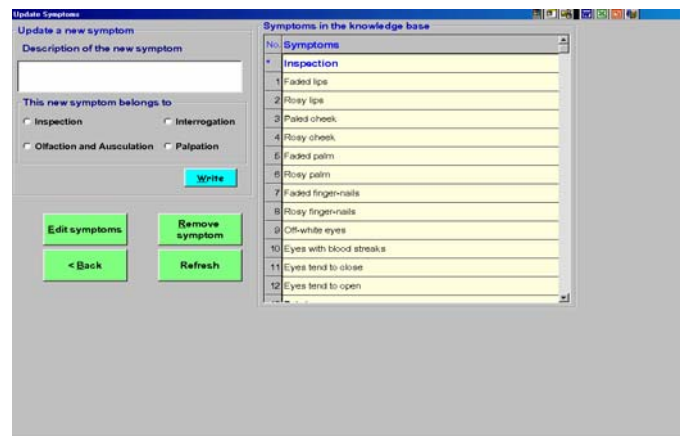 Update Symptoms
Update a new symptom
Description of the new symptom
This new symptom belongs to
Inspection
Interrogation
Olfaction and Ausculation
Palpation
Write
Edit symptoms
Remove symptom
< Back
Refresh
Symptoms in the knowledge base
No. Symptoms
* Inspection
1 Faded lips
2 Rosy lips
3 Paled cheek
4 Rosy cheek
5 Faded palm
6 Rosy palm
7 Faded finger-nails
8 Rosy finger-nails
9 Off-white eyes
10 Eyes with blood streaks
11 Eyes tend to close
12 Eyes tend to open